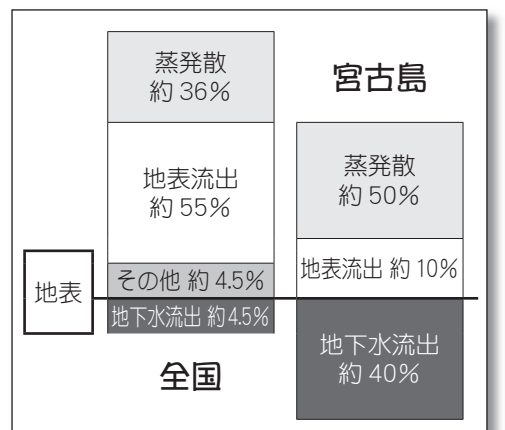 蒸発散
約 36%
地表流出
約 55%
その他 約 4.5%
地下水流出 約4.5%
全国
地表
宮古島
蒸発散
約 50%
地表流出 約 10%
地下水流出
約 40%